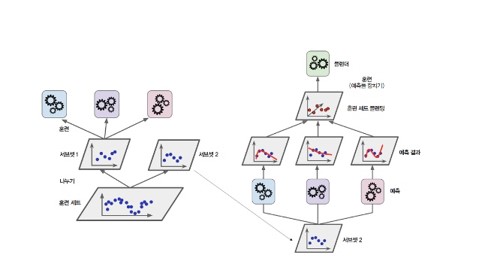 블렌더
훈련
(예측을 합치기)
훈련 세트 블렌딩
훈련
서브셋 1
서브셋 2
예측 결과
나누기
예측
훈련 세트
서브셋 2